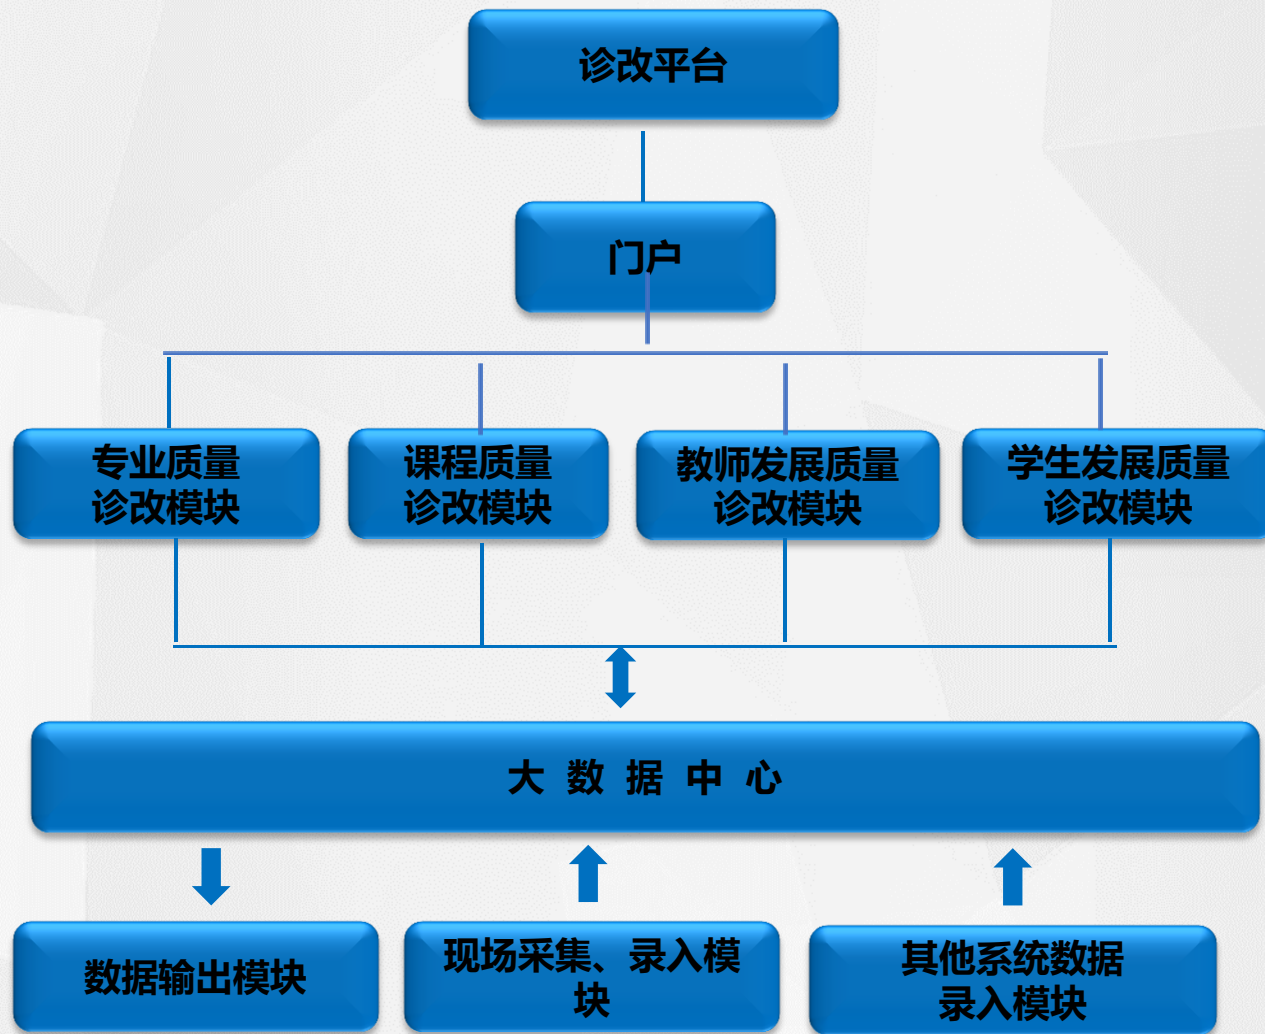 诊改平台
门户
专业质量
诊改模块
课程质量
诊改模块
教师发展质量
诊改模块
学生发展质量
诊改模块
大 数 据 中 心
数据输出模块
现场采集、录入模
块
其他系统数据
录入模块